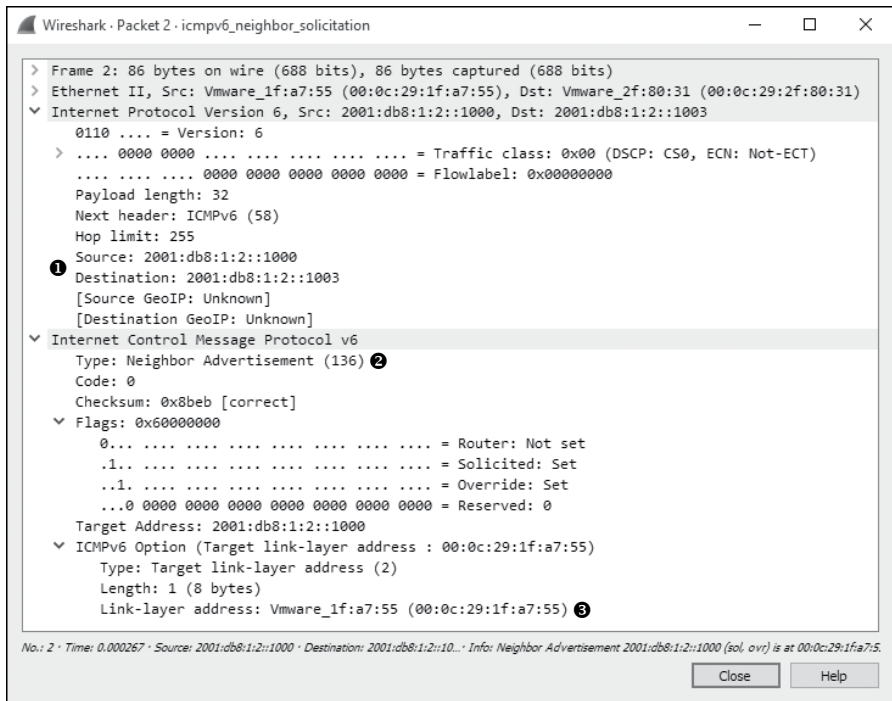 Wireshark · Packet 2 · icmpv6_neighbor_solicitation
Frame 2: 86 bytes on wire (688 bits), 86 bytes captured (688 bits)
Ethernet II, Src: Vmware_1f:a7:55 (00:0c:29:1f:a7:55), Dst: Vmware_2f:80:31 (00:0c:29:2f:80:31)
Internet Protocol Version 6, Src: 2001:db8:1:2::1000, Dst: 2001:db8:1:2::1003
0110 .... = Version: 6
.... 0000 0000 .... .... .... .... .... = Traffic class: 0x00 (DSCP: CS0, ECN: Not-ECT)
.... .... .... 0000 0000 0000 0000 0000 = Flowlabel: 0x00000000
Payload length: 32
Next header: ICMPv6 (58)
Hop limit: 255
Source: 2001:db8:1:2::1000
❶
Destination: 2001:db8:1:2::1003
[Source GeoIP: Unknown]
[Destination GeoIP: Unknown]
Internet Control Message Protocol v6
Type: Neighbor Advertisement (136) ❷
Code: 0
Checksum: 0x8beb [correct]
Flags: 0x60000000
0... .... .... .... .... .... .... .... = Router: Not set
.1.. .... .... .... .... .... .... .... = Solicited: Set
..1. .... .... .... .... .... .... .... = Override: Set
...0 0000 0000 0000 0000 0000 0000 0000 = Reserved: 0
Target Address: 2001:db8:1:2::1000
ICMPv6 Option (Target link-layer address : 00:0c:29:1f:a7:55)
Type: Target link-layer address (2)
Length: 1 (8 bytes)
Link-layer address: Vmware_1f:a7:55 (00:0c:29:1f:a7:55) ❸
No.: 2 · Time: 0.000267 · Source: 2001:db8:1:2::1000 · Destination: 2001:db8:1:2::10...· Info: Neighbor Advertisement 2001:db8:1:2::1000 (sol, ovr) is at 00:0c:29:1f:a7:5
Close Help